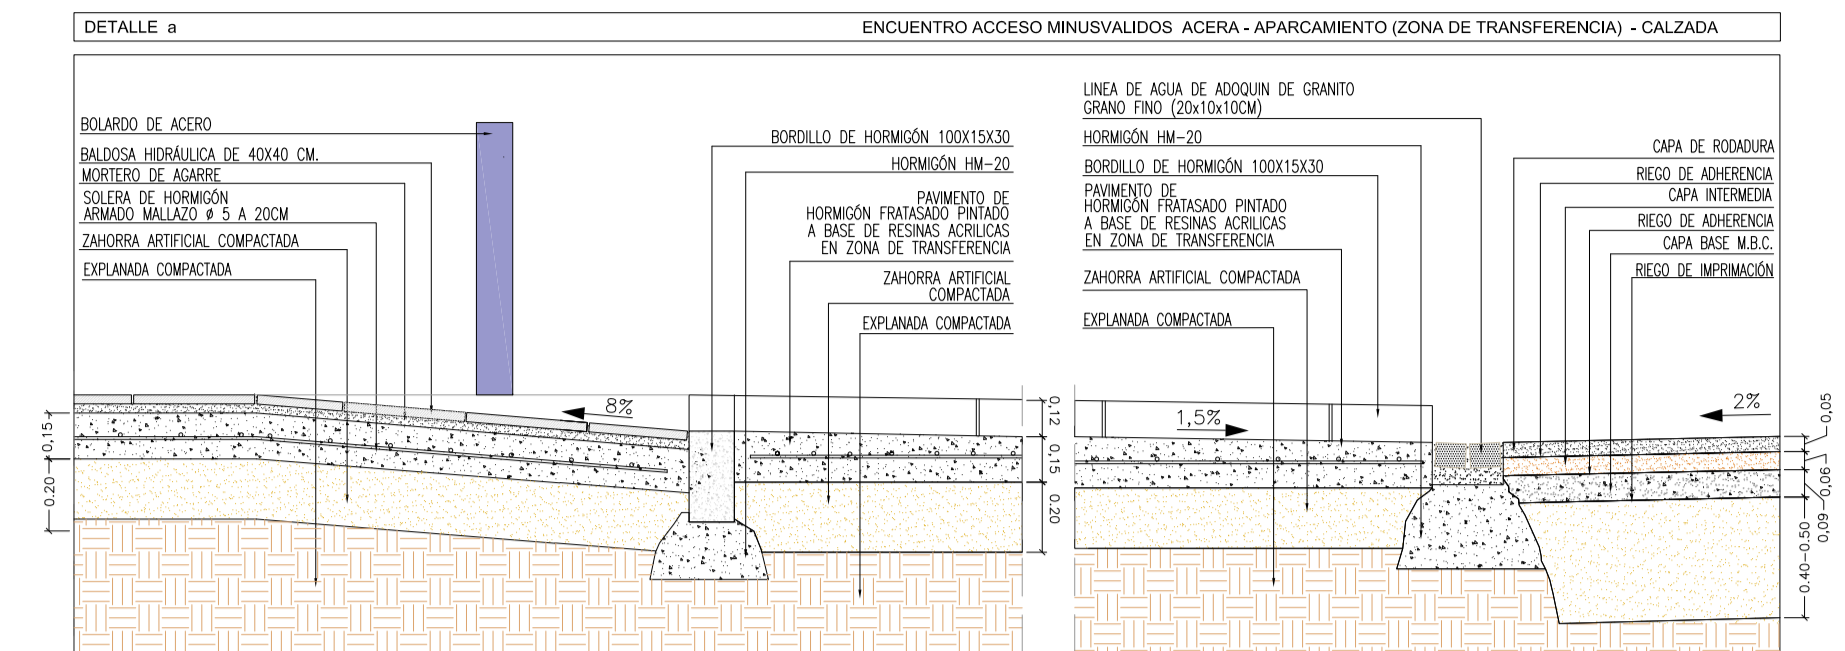 DETALLE a
ENCUENTRO ACCESO MINUSVALIDOS ACERA - APARCAMIENTO (ZONA DE TRANSFERENCIA) - CALZADA
BOLARDO DE ACERO
BALDOSA HIDRÁULICA DE 40X40 CM.
MORTERO DE AGARRE
SOLERA DE HORMIGÓN
ARMADO MALLAZO ø 5 A 20CM
ZAHORRA ARTIFICIAL COMPACTADA
EXPLANADA COMPACTADA
BORDILLO DE HORMIGÓN 100X15X30
HORMIGÓN HM-20
PAVIMENTO DE
HORMIGÓN FRATASADO PINTADO
A BASE DE RESINAS ACRILICAS
EN ZONA DE TRANSFERENCIA
ZAHORRA ARTIFICIAL
COMPACTADA
EXPLANADA COMPACTADA
LINEA DE AGUA DE ADOQUIN DE GRANITO
GRANO FINO (20x10x10CM)
HORMIGÓN HM-20
BORDILLO DE HORMIGÓN 100X15X30
PAVIMENTO DE
HORMIGÓN FRATASADO PINTADO
A BASE DE RESINAS ACRILICAS
EN ZONA DE TRANSFERENCIA
ZAHORRA ARTIFICIAL COMPACTADA
EXPLANADA COMPACTADA
CAPA DE RODADURA
RIEGO DE ADHERENCIA
CAPA INTERMEDIA
RIEGO DE ADHERENCIA
CAPA BASE M.B.C.
RIEGO DE IMPRIMACIÓN
0,15
0.20
8%
0,12
0.15
0.20
1,5%
2%
0,05
0,06
0,09
0.40-0.50